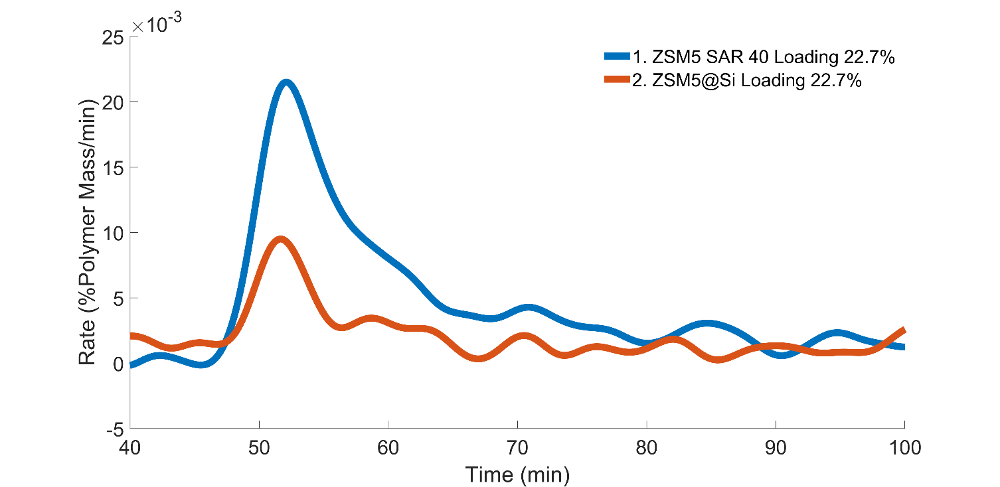 ×10-3
25
20
15
10
5
0
-5
Rate (%Polymer Mass/min)
1. ZSM5 SAR 40 Loading 22.7%
2. ZSM5@Si Loading 22.7%
40 50 60 70 80 90 100
Time (min)